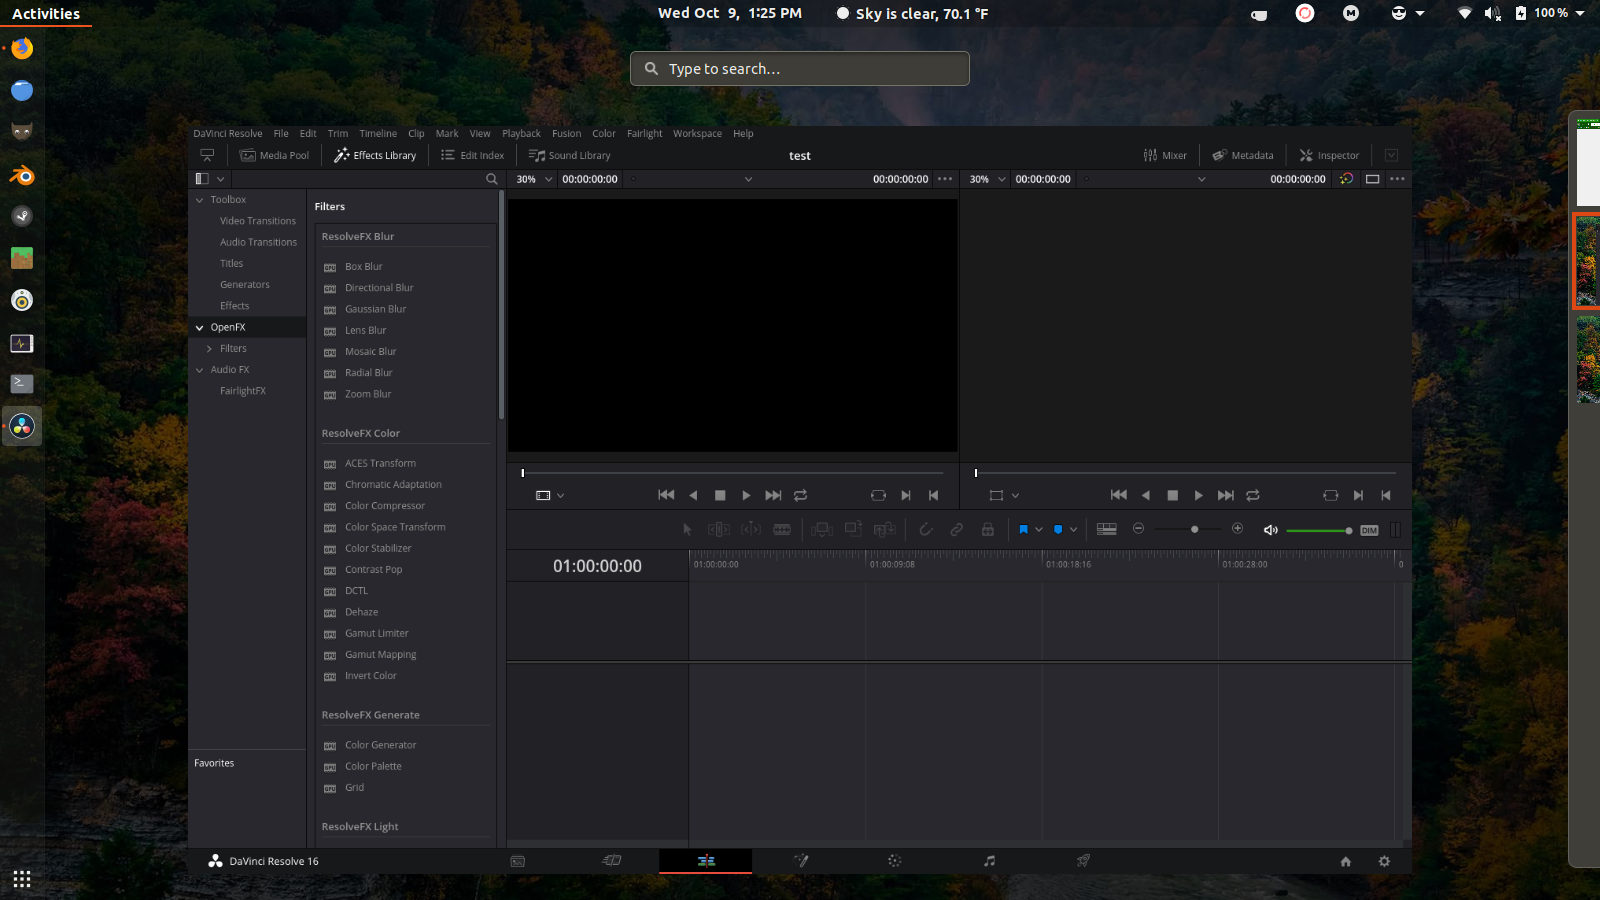 Activities
Wed Oct 9, 1:25 PM
Sky is clear, 70.1 °F
100 %
Type to search…
DaVinci Resolve File Edit Trim Timeline Clip Mark View Playback Fusion Color Fairlight Workspace Help
Media Pool
Effects Library
Edit Index
Sound Library
test
Mixer
Metadata
Inspector
30%
00:00:00:00
00:00:00:00
30%
00:00:00:00
00:00:00:00
Toolbox
Video Transitions
Audio Transitions
Titles
Generators
Effects
OpenFX
Filters
Audio FX
FairlightFX
Favorites
Filters
ResolveFX Blur
Box Blur
Directional Blur
Gaussian Blur
Lens Blur
Mosaic Blur
Radial Blur
Zoom Blur
ResolveFX Color
ACES Transform
Chromatic Adaptation
Color Compressor
Color Space Transform
Color Stabilizer
Contrast Pop
DCTL
Dehaze
Gamut Limiter
Gamut Mapping
Invert Color
ResolveFX Generate
Color Generator
Color Palette
Grid
ResolveFX Light
DIM
01:00:00:00
01:00:00:00
01:00:09:08
01:00:18:16
01:00:28:00
0
DaVinci Resolve 16